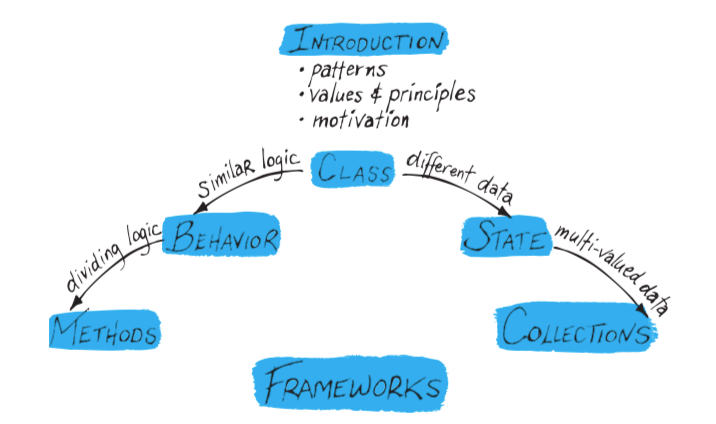 INTRODUCTION
• patterns
• values & principles
• motivation
similar logic
CLASS
different data
dividing logic
BEHAVIOR
STATE
multi-valued data
METHODS
COLLECTIONS
FRAMEWORKS